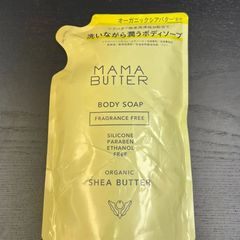 オーガニックシアバター
洗いながら潤うボディソープ
MAMA
BUTTER
BODY SOAP
FRAGRANCE FREE
SILICONE
PARABEN
ETHANOL
FREE
ORGANIC
SHEA BUTTER